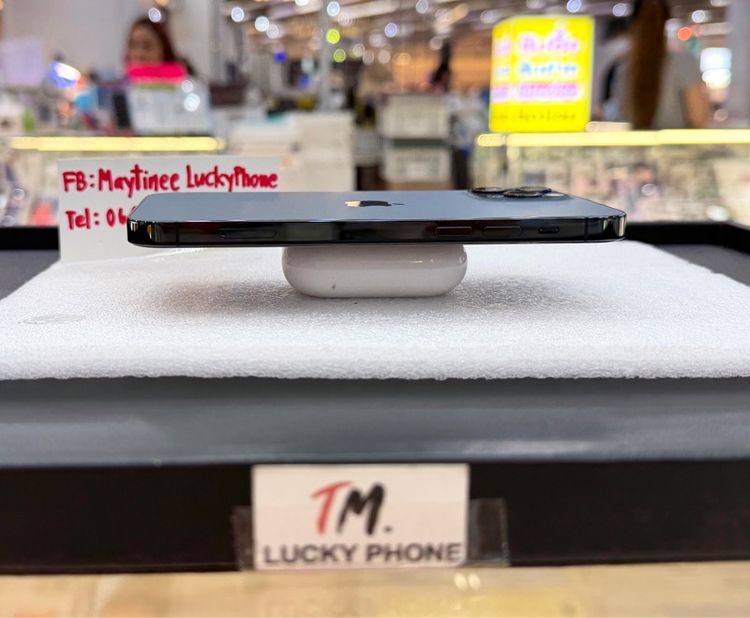 FB: Maytinee LuckyPhone
Tel: 06
TM.
LUCKY PHONE